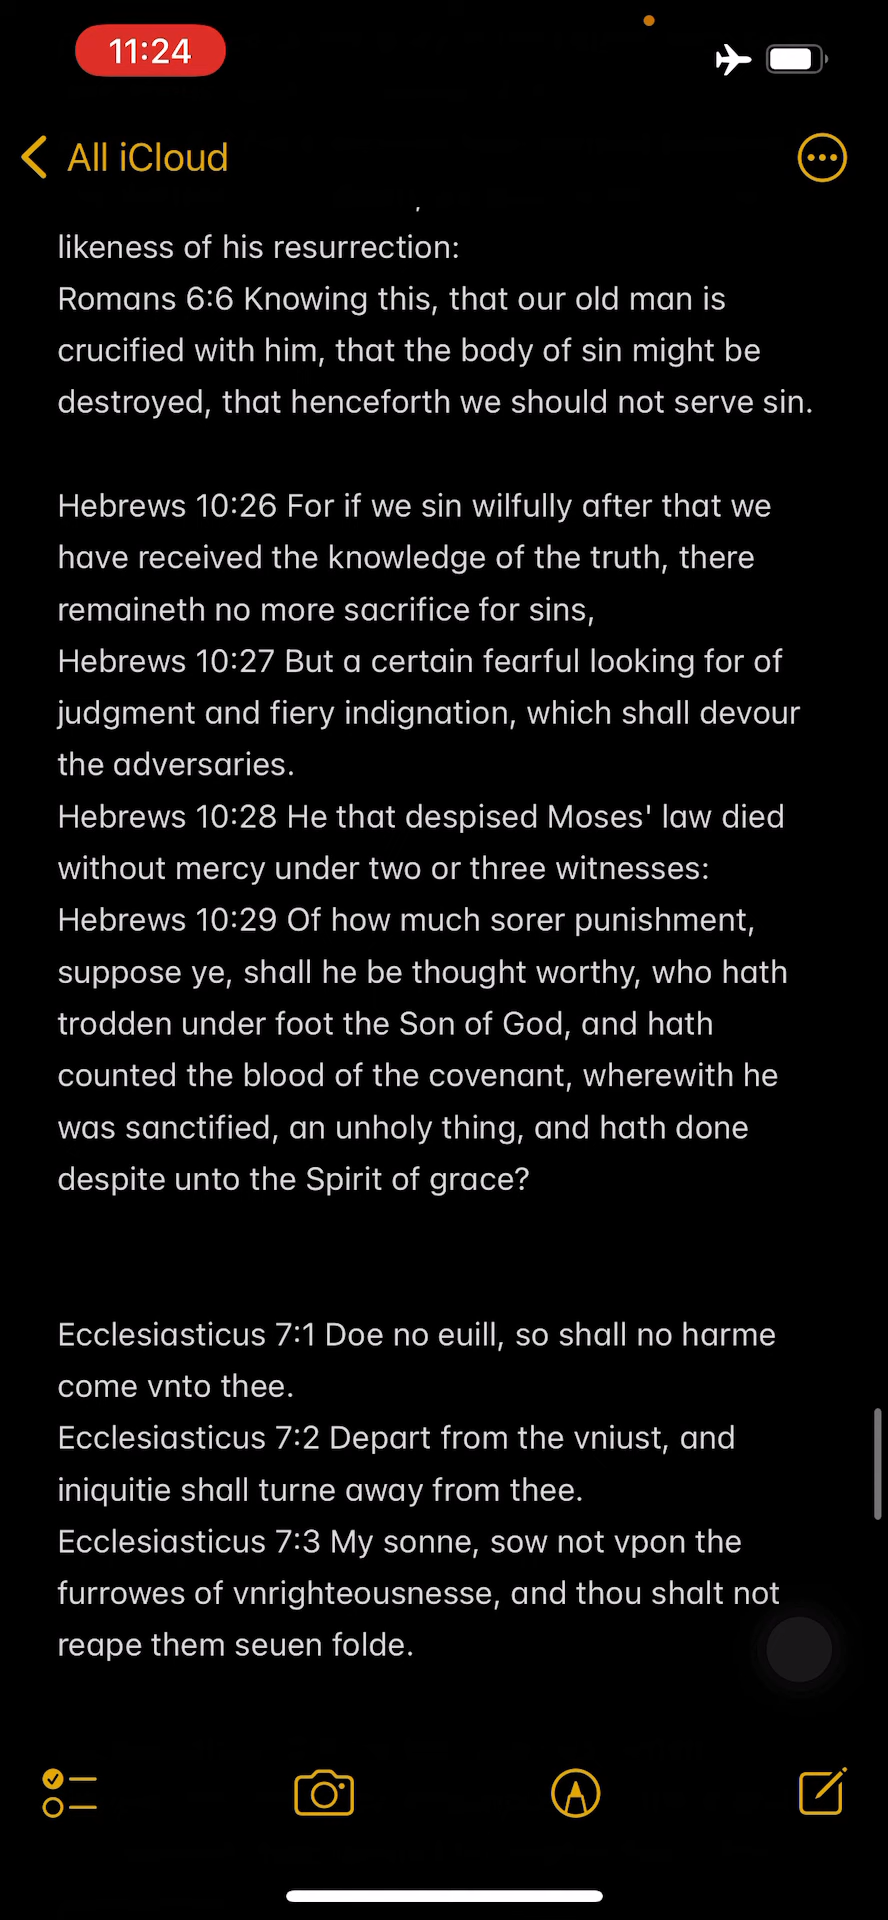 11:24
All iCloud
likeness of his resurrection:
Romans 6:6 Knowing this, that our old man is
crucified with him, that the body of sin might be
destroyed, that henceforth we should not serve sin.
Hebrews 10:26 For if we sin wilfully after that we
have received the knowledge of the truth, there
remaineth no more sacrifice for sins,
Hebrews 10:27 But a certain fearful looking for of
judgment and fiery indignation, which shall devour
the adversaries.
Hebrews 10:28 He that despised Moses' law died
without mercy under two or three witnesses:
Hebrews 10:29 Of how much sorer punishment,
suppose ye, shall he be thought worthy, who hath
trodden under foot the Son of God, and hath
counted the blood of the covenant, wherewith he
was sanctified, an unholy thing, and hath done
despite unto the Spirit of grace?
Ecclesiasticus 7:1 Doe no euill, so shall no harme
come vnto thee.
Ecclesiasticus 7:2 Depart from the vniust, and
iniquitie shall turne away from thee.
Ecclesiasticus 7:3 My sonne, sow not vpon the
furrowes of vnrighteousnesse, and thou shalt not
reape them seuen folde.